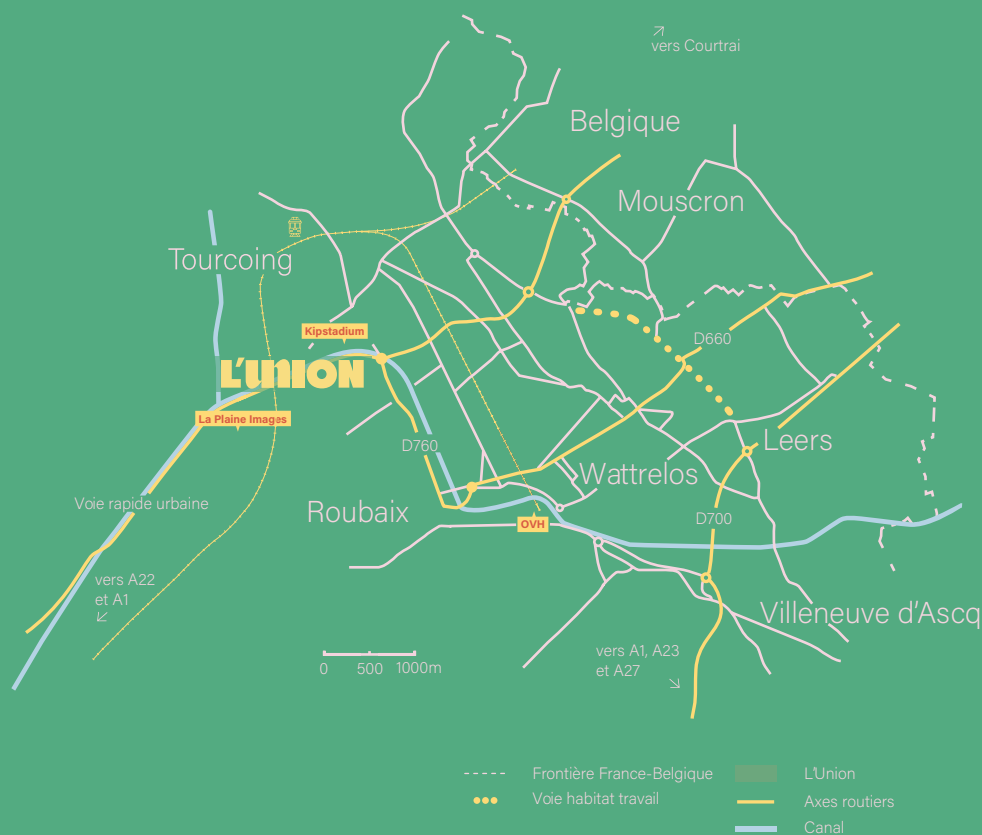 vers Courtrai
Belgique
Mouscron
Tourcoing
Kipstadium
D660
L'UNION
La Plaine Images
D760
Leers
Wattrelos
Voie rapide urbaine
Roubaix
OVH
D700
vers A22
et A1
Villeneuve d'Ascq
vers A1, A23
et A27
0 500 1000m
Frontière France-Belgique
L'Union
Voie habitat travail
Axes routiers
Canal